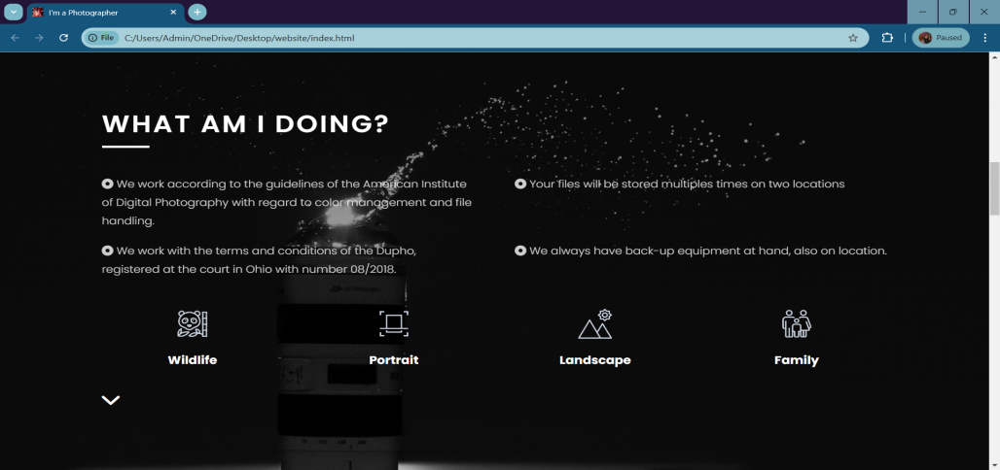 I'm a Photographer
File
C:/Users/Admin/OneDrive/Desktop/website/index.html
Paused
WHAT AM I DOING?
We work according to the guidelines of the American Institute
of Digital Photography with regard to color management and file
handling.
Your files will be stored multiples times on two locations
We work with the terms and conditions of the Dupho,
registered at the court in Ohio with number 08/2018.
We always have back-up equipment at hand, also on location.
Wildlife
Portrait
Landscape
Family